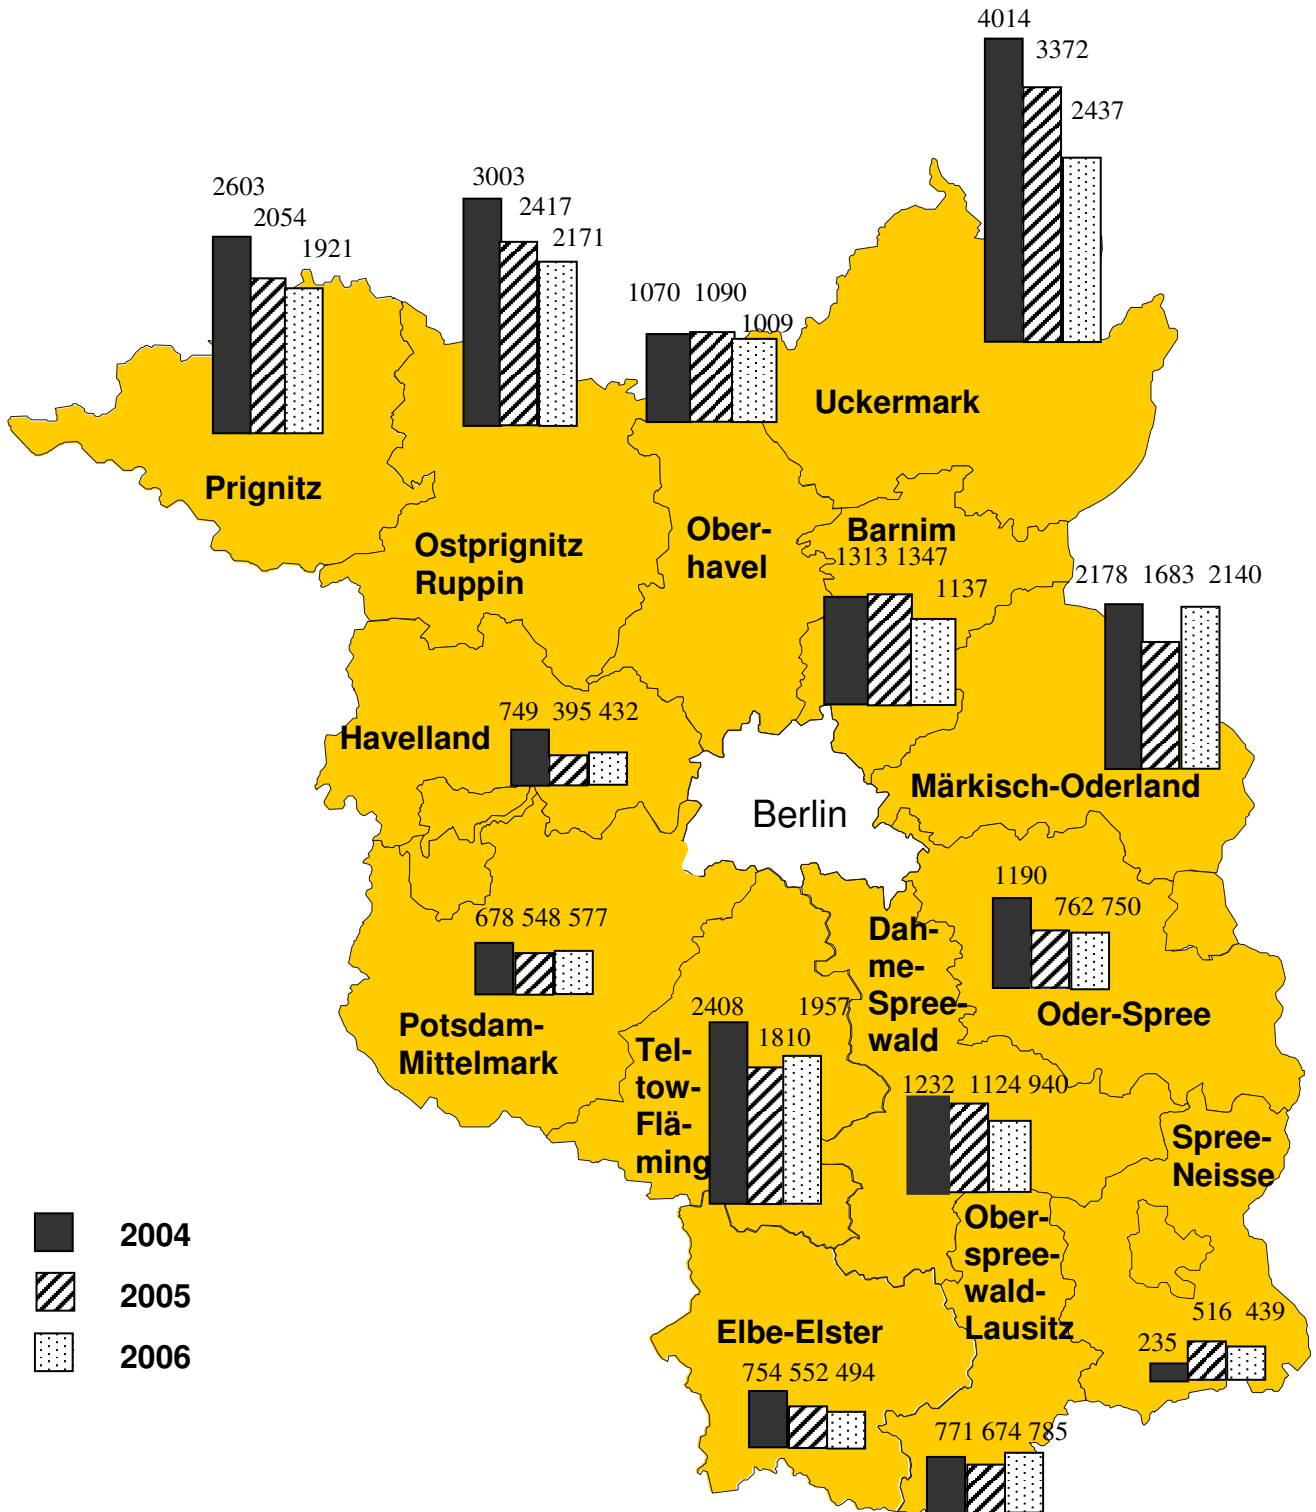 4014
3372
2437
2603
2054
1921
3003
2417
2171
1070 1090
1009
Uckermark
Prignitz
Ostprignitz
Ruppin
Ober-
havel
Barnim
1313 1347
1137
2178 1683 2140
749 395 432
Havelland
Märkisch-Oderland
Berlin
1190
762 750
Oder-Spree
678 548 577
Potsdam-
Mittelmark
Dah-
me-
Spree-
wald
2408
1957
1810
Tel-
tow-
Flä-
ming
1232 1124 940
Spree-
Neisse
Ober-
spree-
wald-
Lausitz
516 439
235
Elbe-Elster
754 552 494
771 674 785
2004
2005
2006